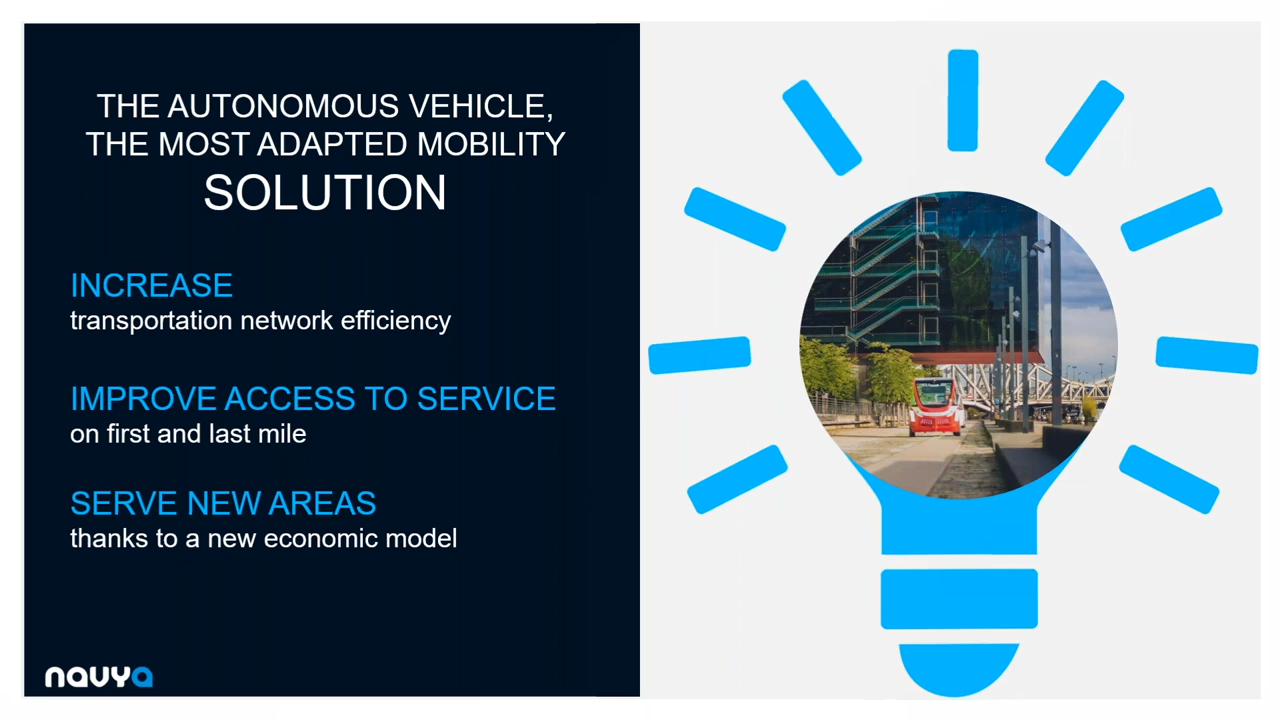 THE AUTONOMOUS VEHICLE,
THE MOST ADAPTED MOBILITY
SOLUTION
INCREASE
transportation network efficiency
IMPROVE ACCESS TO SERVICE
on first and last mile
SERVE NEW AREAS
thanks to a new economic model
navya